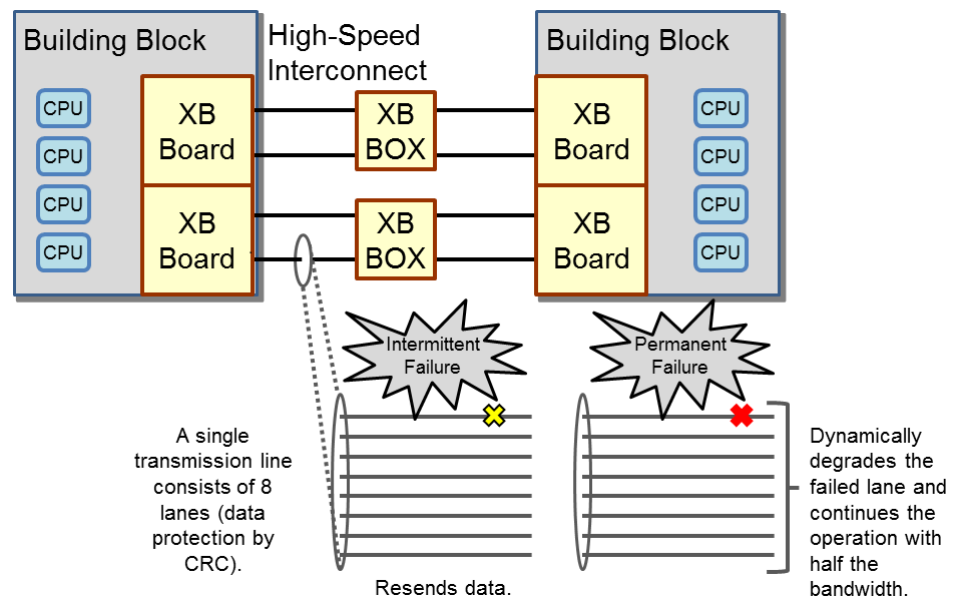 Building Block
High-Speed
Interconnect
Building Block
CPU
CPU
CPU
CPU
XB
Board
XB
Board
XB
BOX
XB
BOX
XB
Board
XB
Board
CPU
CPU
CPU
CPU
Intermittent
Failure
Permanent
Failure
A single
transmission line
consists of 8
lanes (data
protection by
CRC).
Resends data.
Dynamically
degrades the
failed lane and
continues the
operation with
half the
bandwidth.